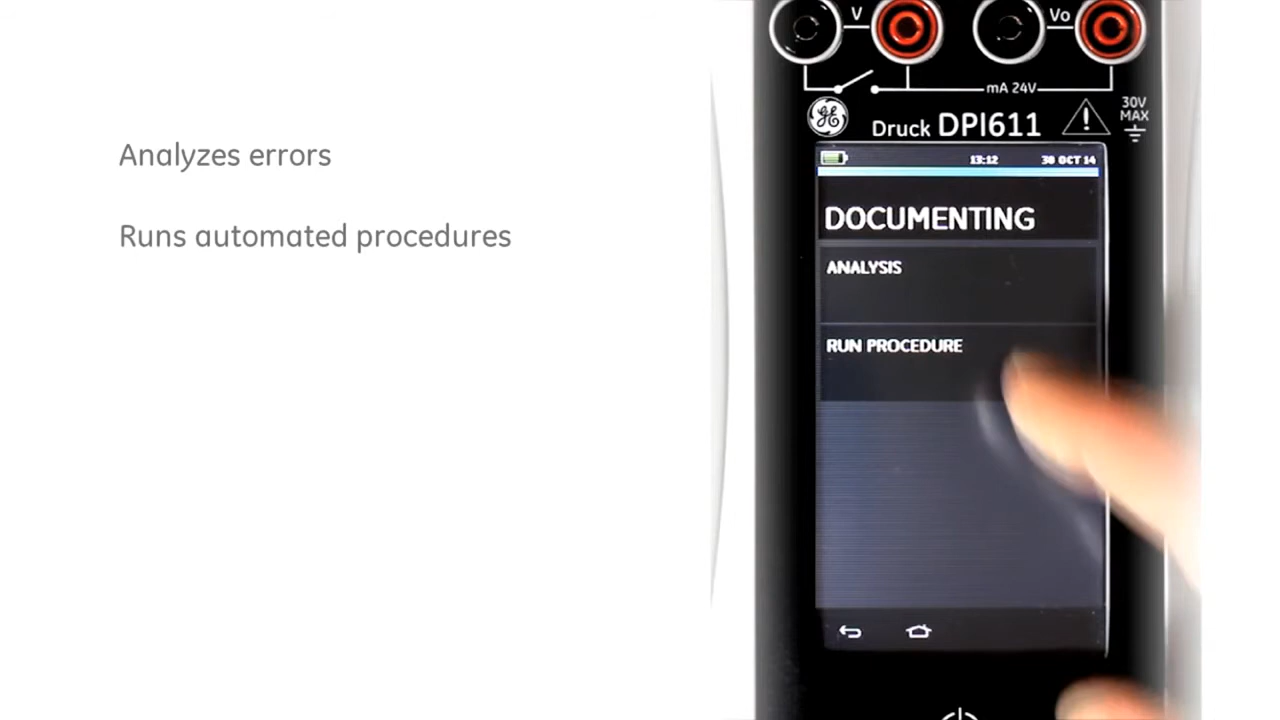 Analyzes errors
Runs automated procedures
V
Vo
mA 24V
30V
MAX
GE
Druck DPI611
13:12
30 OCT 14
DOCUMENTING
ANALYSIS
RUN PROCEDURE